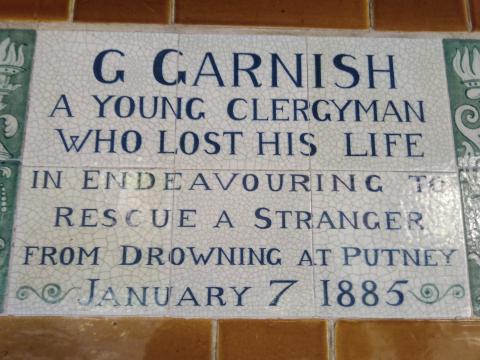 G GARNISH
A YOUNG CLERGYMAN
WHO LOST HIS LIFE
IN ENDEAVOURING TO
RESCUE A STRANGER
FROM DROWNING AT PUTNEY
JANUARY 7 1885